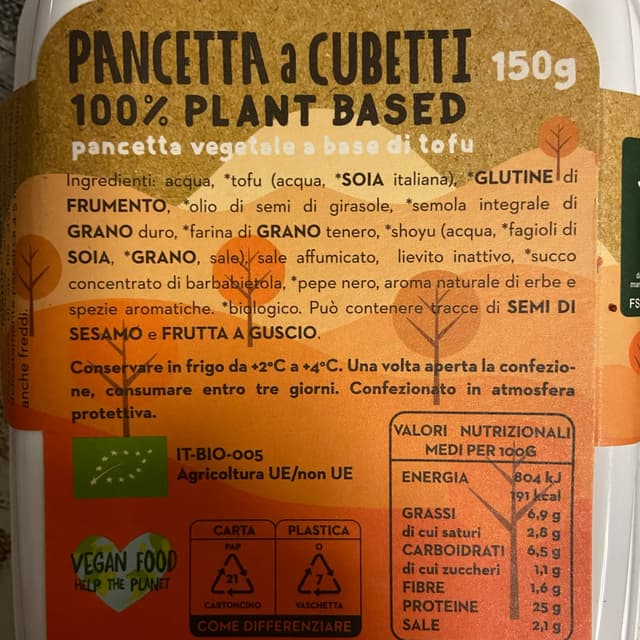 PANCETTA a CUBETTI 150g
100% PLANT BASED
pancetta vegetale a base di tofu
Ingredienti: acqua, *tofu (acqua, *SOIA italiana), *GLUTINE di
FRUMENTO, *olio di semi di girasole, *semola integrale di
GRANO duro, *farina di GRANO tenero, *shoyu (acqua, *fagioli di
SOIA, *GRANO, sale), sale affumicato, lievito inattivo, *succo
concentrato di barbabietola, *pepe nero, aroma naturale di erbe e
spezie aromatiche. *biologico. Può contenere tracce di SEMI DI
SESAMO e FRUTTA A GUSCIO.
Conservare in frigo da +2°C a +4°C. Una volta aperta la confezio-
ne, consumare entro tre giorni. Confezionato in atmosfera
protettiva.
anche freddi.
IT-BIO-005
Agricoltura UE/non UE
VEGAN FOOD
HELP THE PLANET
CARTA
PAP
21
CARTONCINO
PLASTICA
O
7
VASCHETTA
COME DIFFERENZIARE
VALORI NUTRIZIONALI
MEDI PER 100G
ENERGIA 804 kJ
191 kcal
GRASSI 6,9 g
di cui saturi 2,8 g
CARBOIDRATI 6,5 g
di cui zuccheri 1,1 g
FIBRE 1,6 g
PROTEINE 25 g
SALE 2,1 g
FS